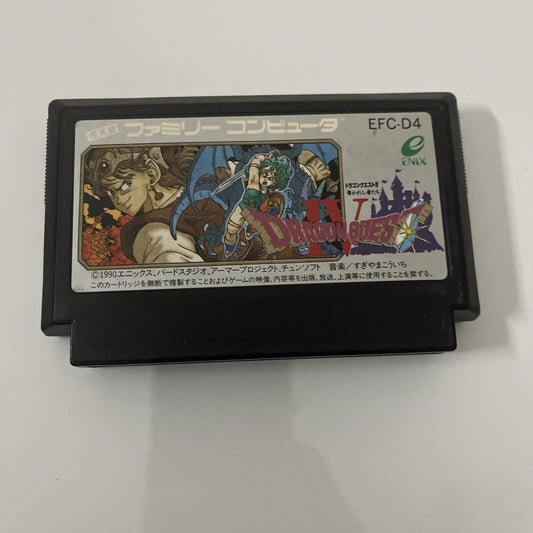 任天堂 ファミリー コンピュータ™
EFC-D4
ENIX
ドラゴンクエストIV
導かれし者たち
DRAGON QUEST
IV
©1990エニックス、バードスタジオ、アーマープロジェクト、チュンソフト 音楽/すぎやまこういち
このカートリッジを無断で複製することおよびゲームの映像、内容等を出版、放送、上演等に使用することを禁ず。